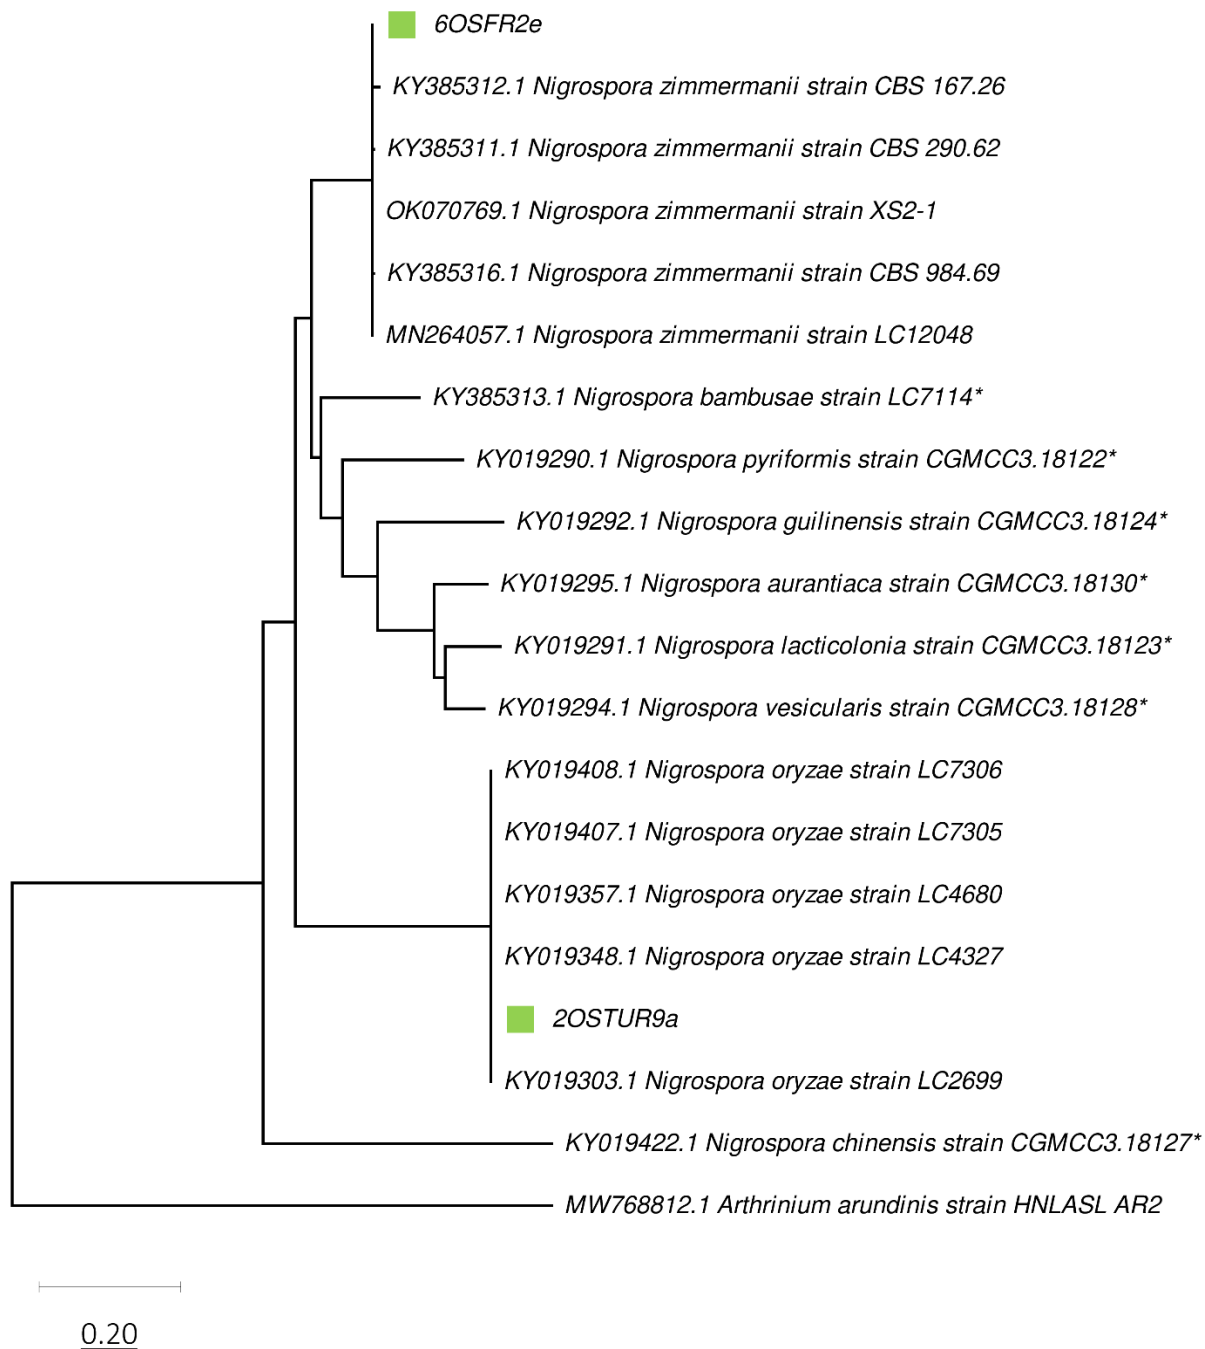 6OSFR2e
KY385312.1 Nigrospora zimmermanii strain CBS 167.26
KY385311.1 Nigrospora zimmermanii strain CBS 290.62
OK070769.1 Nigrospora zimmermanii strain XS2-1
KY385316.1 Nigrospora zimmermanii strain CBS 984.69
MN264057.1 Nigrospora zimmermanii strain LC12048
KY385313.1 Nigrospora bambusae strain LC7114*
KY019290.1 Nigrospora pyriformis strain CGMCC3.18122*
KY019292.1 Nigrospora guilinensis strain CGMCC3.18124*
KY019295.1 Nigrospora aurantiaca strain CGMCC3.18130*
KY019291.1 Nigrospora lacticolonia strain CGMCC3.18123*
KY019294.1 Nigrospora vesicularis strain CGMCC3.18128*
KY019408.1 Nigrospora oryzae strain LC7306
KY019407.1 Nigrospora oryzae strain LC7305
KY019357.1 Nigrospora oryzae strain LC4680
KY019348.1 Nigrospora oryzae strain LC4327
2OSTUR9a
KY019303.1 Nigrospora oryzae strain LC2699
KY019422.1 Nigrospora chinensis strain CGMCC3.18127*
MW768812.1 Arthrinium arundinis strain HNLASL AR2
0.20